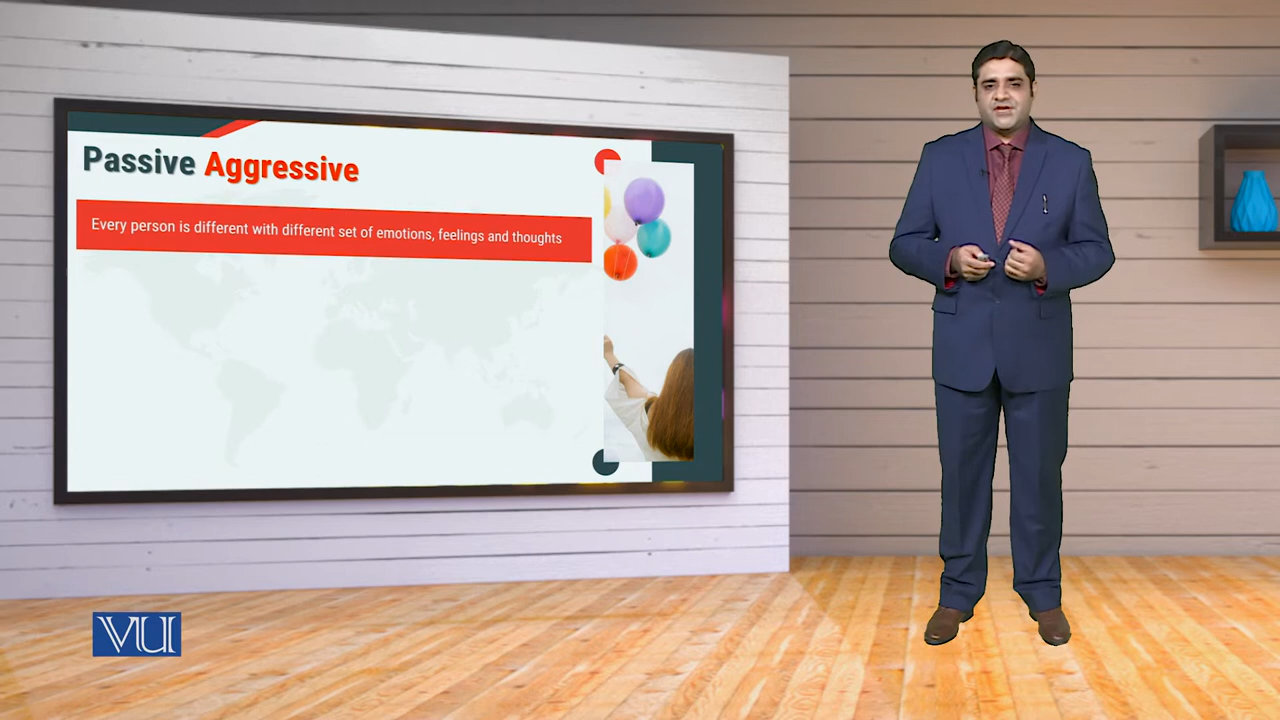 Passive Aggressive
Every person is different with different set of emotions, feelings and thoughts
VU